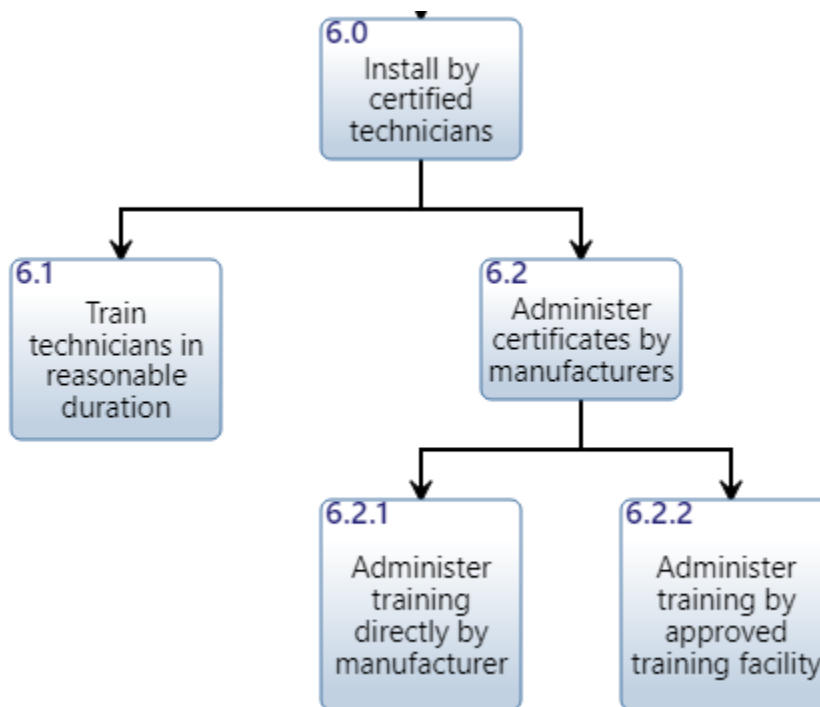 6.0
Install by
certified
technicians
6.1
Train
technicians in
reasonable
duration
6.2
Administer
certificates by
manufacturers
6.2.1
Administer
training
directly by
manufacturer
6.2.2
Administer
training by
approved
training facility